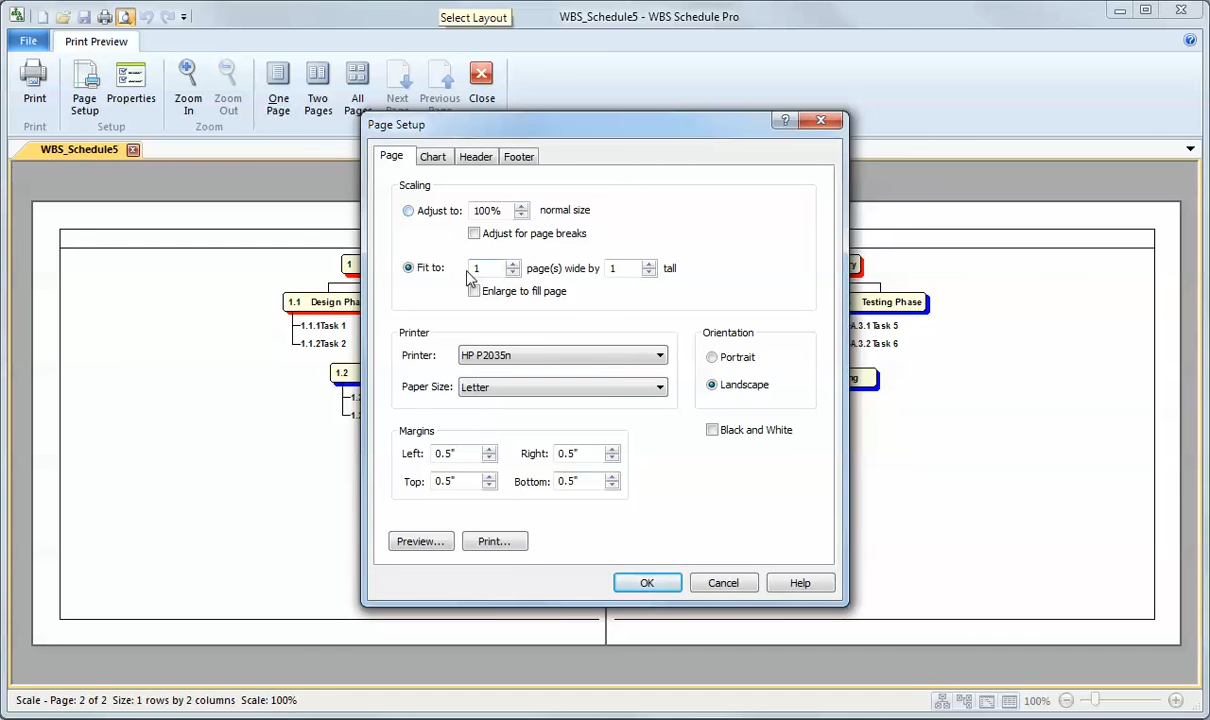 Select Layout
WBS_Schedule5 - WBS Schedule Pro
File
Print Preview
Print
Page Setup
Properties
Zoom In
Zoom Out
One Page
Two Pages
All Pages
Next
Previous
Close
Print
Setup
Zoom
WBS_Schedule5
Page Setup
Page
Chart
Header
Footer
Scaling
Adjust to: 100% normal size
Adjust for page breaks
Fit to: 1 page(s) wide by 1 tall
Enlarge to fill page
Printer
Printer: HP P2035n
Paper Size: Letter
Orientation
Portrait
Landscape
Black and White
Margins
Left: 0.5" Right: 0.5"
Top: 0.5" Bottom: 0.5"
Preview...
Print...
OK
Cancel
Help
1
1.1 Design Pha
1.1.1Task 1
1.1.2Task 2
1.2
Testing Phase
A.3.1 Task 5
A.3.2 Task 6
Scale - Page: 2 of 2 Size: 1 rows by 2 columns Scale: 100%
100%